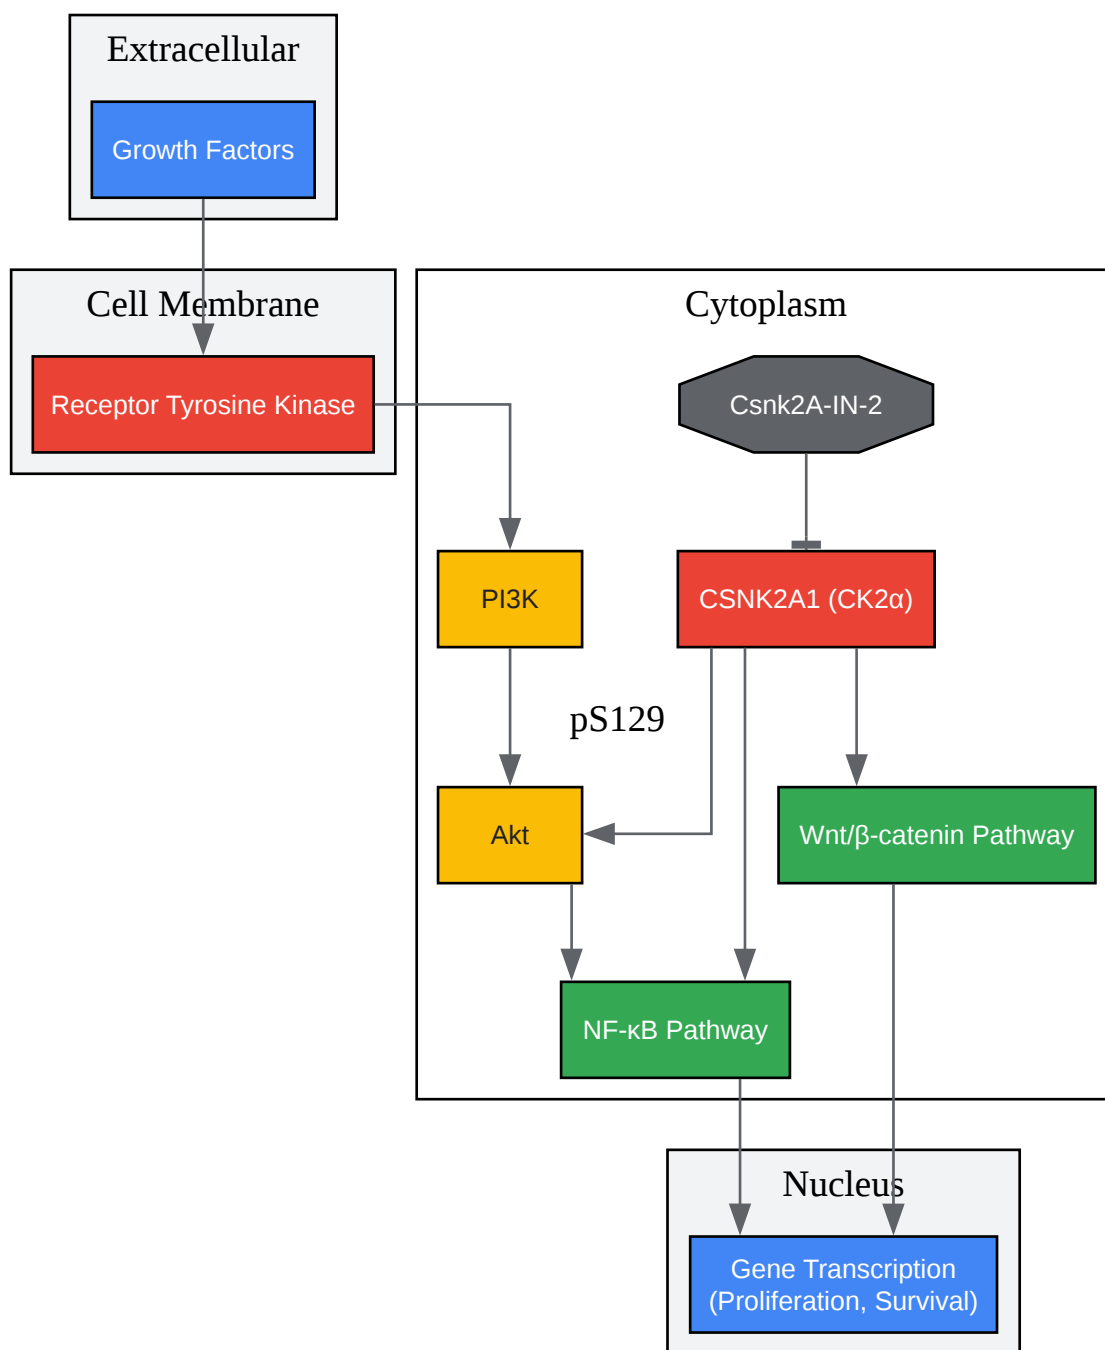 Extracellular
Growth Factors
Cell Membrane
Receptor Tyrosine Kinase
Cytoplasm
Csnk2A-IN-2
PI3K
CSNK2A1 (CK2α)
pS129
Akt
Wnt/β-catenin Pathway
NF-κB Pathway
Nucleus
Gene Transcription
(Proliferation, Survival)